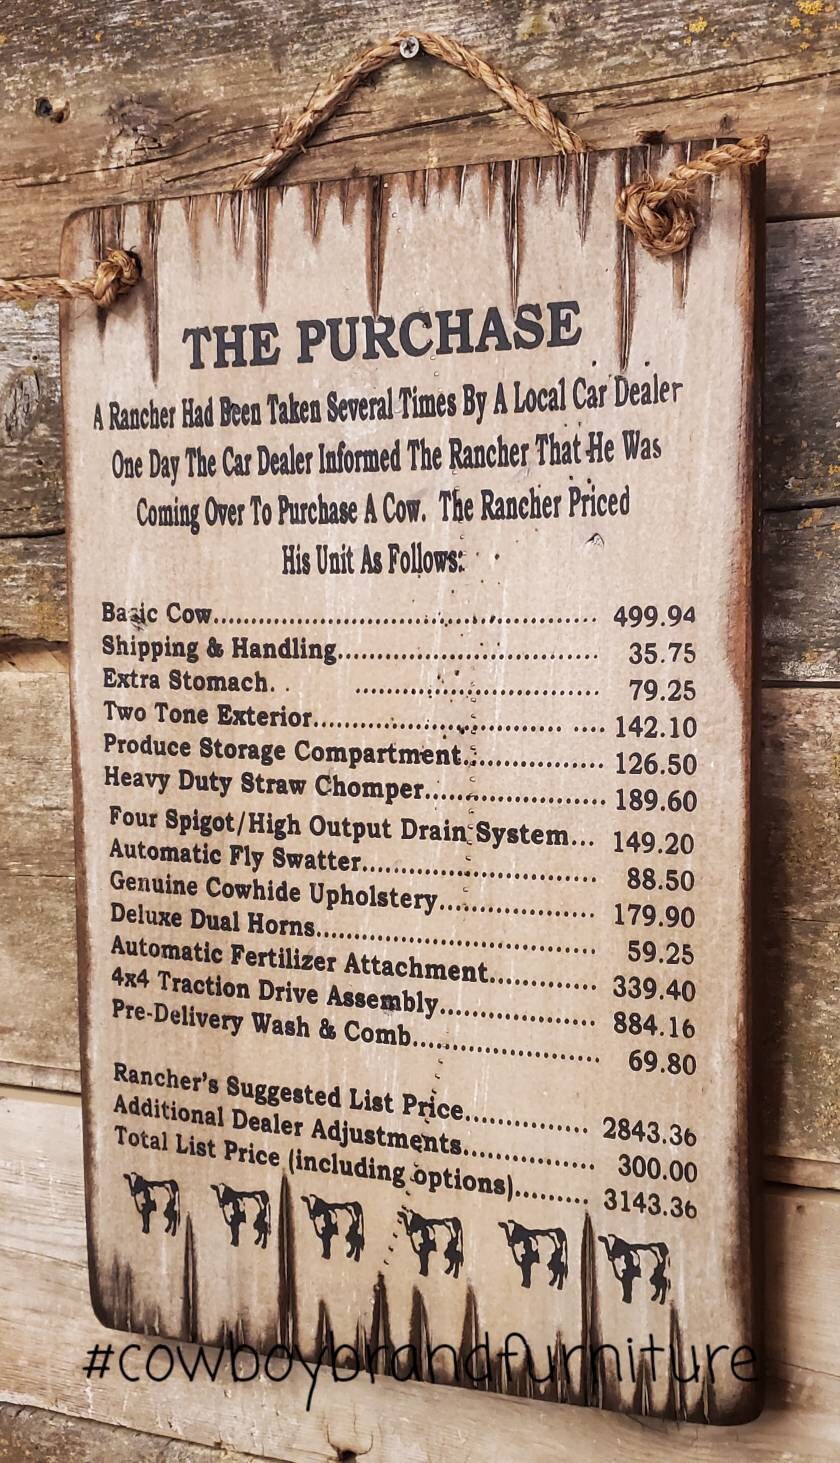 THE PURCHASE
A Rancher Had Been Taken Several Times By A Local Car Dealer
One Day The Car Dealer Informed The Rancher That He Was
Coming Over To Purchase A Cow. The Rancher Priced
His Unit As Follows:
Basic Cow.................................................... 499.94
Shipping & Handling................................... 35.75
Extra Stomach. . ................................. 79.25
Two Tone Exterior.................................. .... 142.10
Produce Storage Compartment................... 126.50
Heavy Duty Straw Chomper......................... 189.60
Four Spigot/High Output Drain System... 149.20
Automatic Fly Swatter................................ 88.50
Genuine Cowhide Upholstery..................... 179.90
Deluxe Dual Horns...................................... 59.25
Automatic Fertilizer Attachment.............. 339.40
4x4 Traction Drive Assembly..................... 884.16
Pre-Delivery Wash & Comb......................... 69.80
Rancher's Suggested List Price............... 2843.36
Additional Dealer Adjustments................. 300.00
Total List Price (including options)......... 3143.36
#cowboybrandfurniture